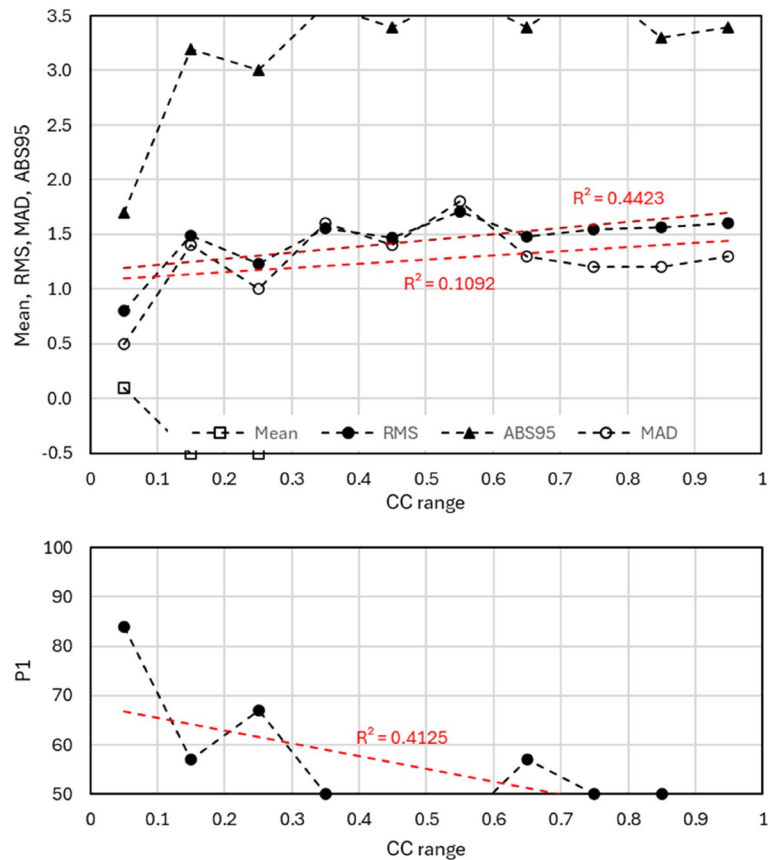 3.5
3.0
2.5
2.0
1.5
1.0
0.5
0.0
-0.5
Mean, RMS, MAD, ABS95
R² = 0.4423
R² = 0.1092
Mean RMS ABS95 MAD
0 0.1 0.2 0.3 0.4 0.5 0.6 0.7 0.8 0.9 1
CC range
100
90
80
70
60
50
P1
R² = 0.4125
0 0.1 0.2 0.3 0.4 0.5 0.6 0.7 0.8 0.9 1
CC range